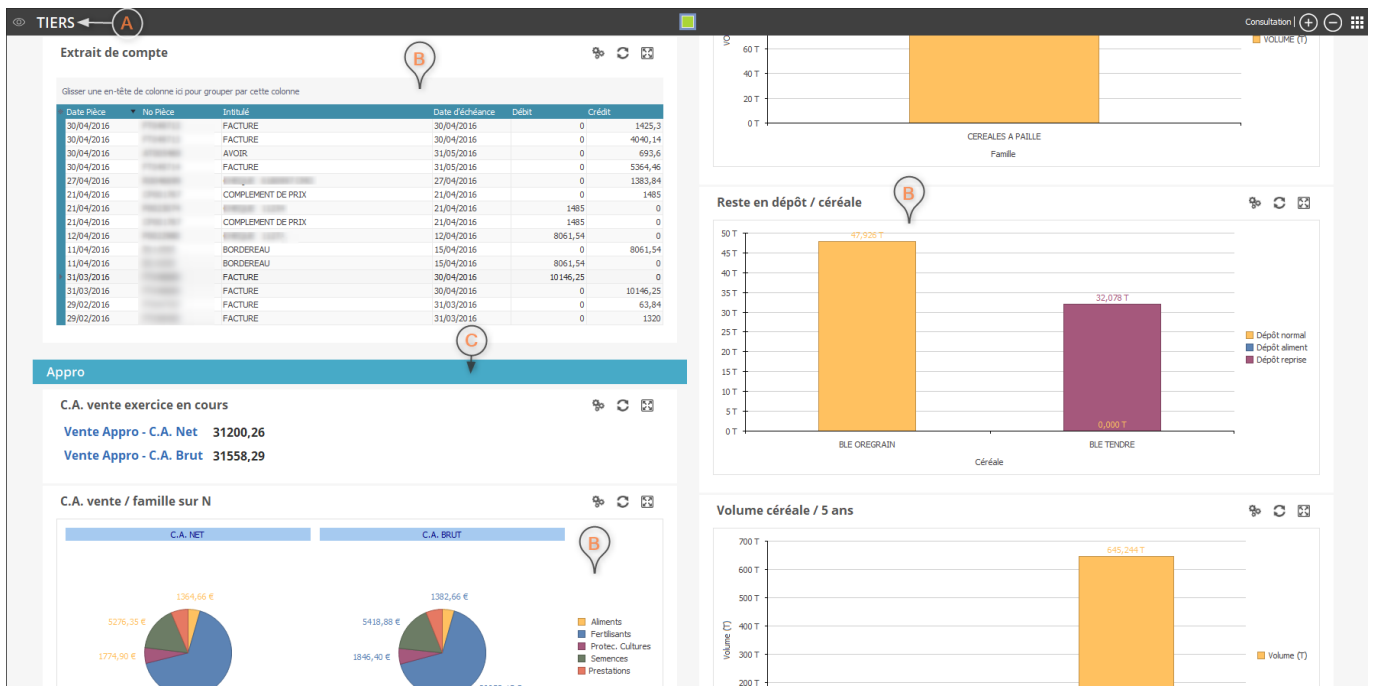 TIERS
A
Consultation
Extrait de compte
B
Glisser une en-tête de colonne ici pour grouper par cette colonne
Date Pièce No Pièce Intitulé Date d'échéance Débit Crédit
30/04/2016 FACTURE 30/04/2016 0 1425,3
30/04/2016 FACTURE 30/04/2016 0 4040,14
30/04/2016 AVOIR 31/05/2016 0 693,6
30/04/2016 FACTURE 31/05/2016 0 5364,46
27/04/2016 27/04/2016 0 1383,84
21/04/2016 COMPLEMENT DE PRIX 21/04/2016 0 1485
21/04/2016 21/04/2016 1485 0
21/04/2016 COMPLEMENT DE PRIX 21/04/2016 1485 0
12/04/2016 12/04/2016 8061,54 0
11/04/2016 BORDEREAU 15/04/2016 0 8061,54
11/04/2016 BORDEREAU 15/04/2016 8061,54 0
31/03/2016 FACTURE 30/04/2016 10146,25 0
31/03/2016 FACTURE 30/04/2016 0 10146,25
29/02/2016 FACTURE 31/03/2016 0 63,84
29/02/2016 FACTURE 31/03/2016 0 1320
C
Appro
C.A. vente exercice en cours
Vente Appro - C.A. Net 31200,26
Vente Appro - C.A. Brut 31558,29
C.A. vente / famille sur N
C.A. NET C.A. BRUT
B
1364,66 €
5276,35 €
1774,90 €
1382,66 €
5418,88 €
1846,40 €
Aliments
Fertilisants
Protec. Cultures
Semences
Prestations
60 T
40 T
20 T
0 T
VOLUME (T)
CEREALES A PAILLE
Famille
Reste en dépôt / céréale
B
50 T
45 T
40 T
35 T
30 T
25 T
20 T
15 T
10 T
5 T
0 T
47,926 T
32,078 T
0,000 T
BLE OREGRAIN
BLE TENDRE
Céréale
Dépôt normal
Dépôt aliment
Dépôt reprise
Volume céréale / 5 ans
700 T
600 T
500 T
400 T
300 T
200 T
Volume (T)
645,244 T
Volume (T)